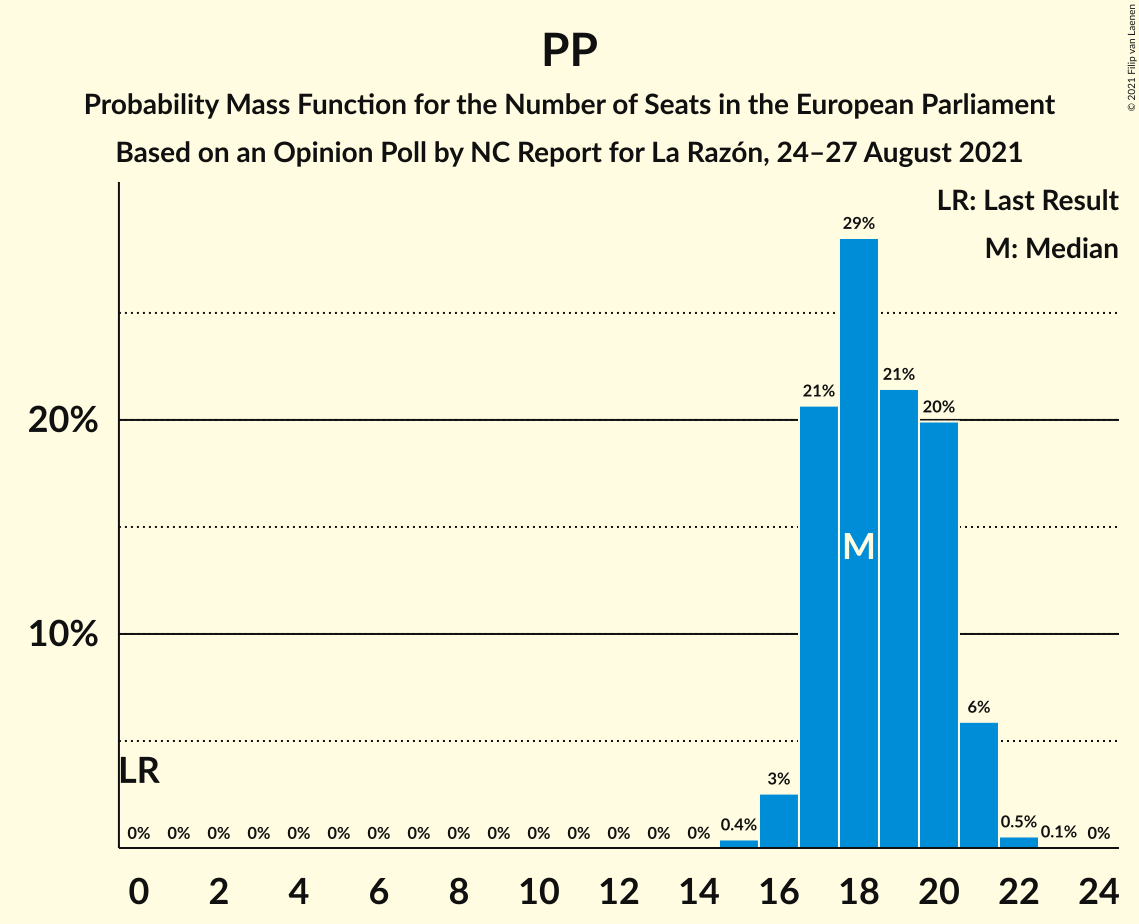 PP
Probability Mass Function for the Number of Seats in the European Parliament
Based on an Opinion Poll by NC Report for La Razón, 24–27 August 2021
© 2021 Filip van Laenen
LR: Last Result
M: Median
29%
21%
21%
20%
20%
M
10%
6%
LR
3%
0% 0% 0% 0% 0% 0% 0% 0% 0% 0% 0% 0% 0% 0% 0% 0.4% 0.5% 0.1% 0%
0 2 4 6 8 10 12 14 16 18 20 22 24